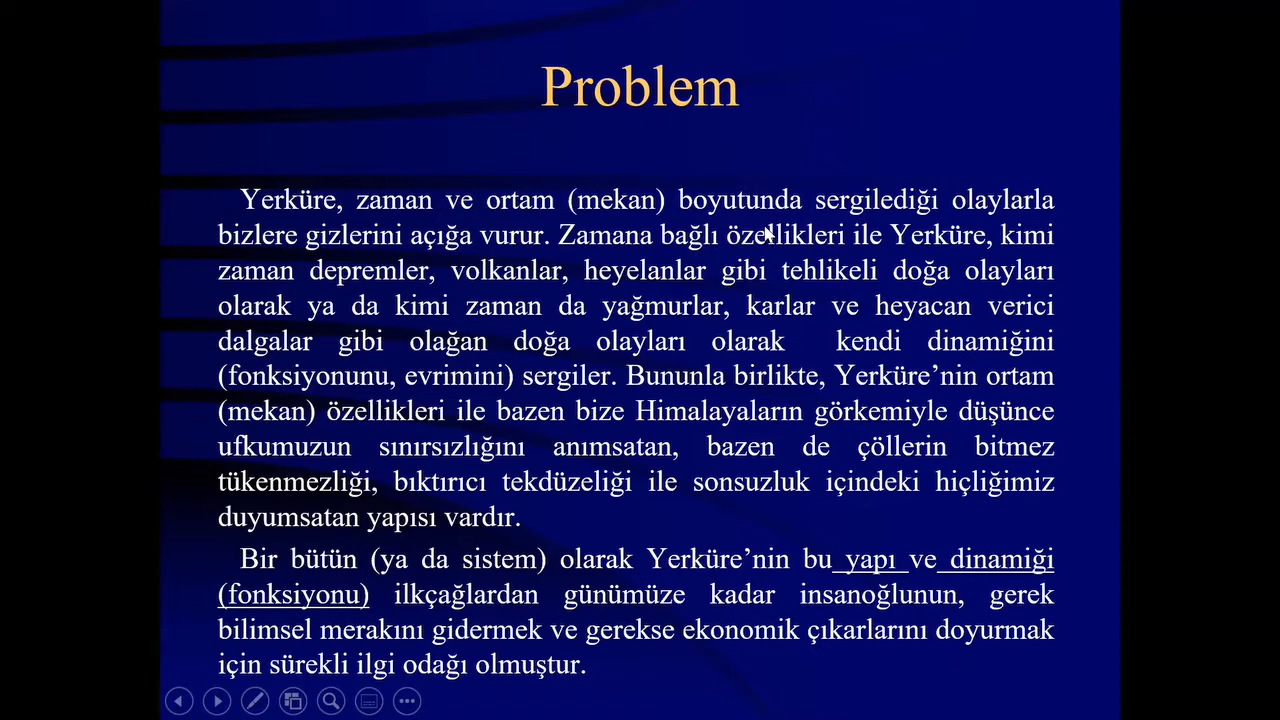 Problem
Yerküre, zaman ve ortam (mekan) boyutunda sergilediği olaylarla
bizlere gizlerini açığa vurur. Zamana bağlı özellikleri ile Yerküre, kimi
zaman depremler, volkanlar, heyelanlar gibi tehlikeli doğa olayları
olarak ya da kimi zaman da yağmurlar, karlar ve heyacan verici
dalgalar gibi olağan doğa olayları olarak kendi dinamiğini
(fonksiyonunu, evrimini) sergiler. Bununla birlikte, Yerküre’nin ortam
(mekan) özellikleri ile bazen bize Himalayaların görkemiyle düşünce
ufkumuzun sınırsızlığını anımsatan, bazen de çöllerin bitmez
tükenmezliği, bıktırıcı tekdüzeliği ile sonsuzluk içindeki hiçliğimiz
duyumsatan yapısı vardır.
Bir bütün (ya da sistem) olarak Yerküre’nin bu yapı ve dinamiği
(fonksiyonu) ilkçağlardan günümüze kadar insanoğlunun, gerek
bilimsel merakını gidermek ve gerekse ekonomik çıkarlarını doyurmak
için sürekli ilgi odağı olmuştur.